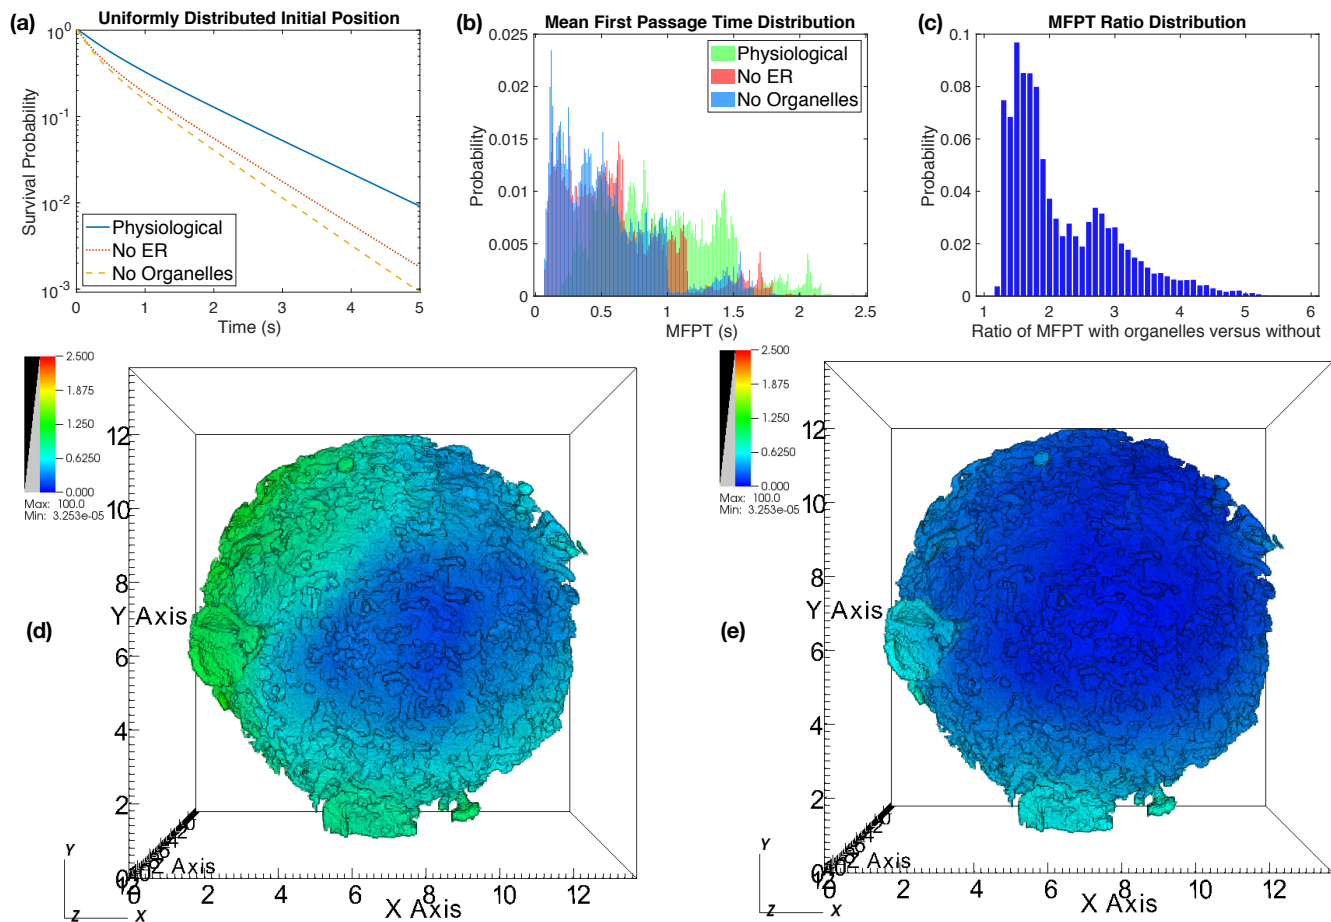 (a) Uniformly Distributed Initial Position
10^0
10^-1
10^-2
10^-3
Survival Probability
Physiological
No ER
No Organelles
0 1 2 3 4 5
Time (s)
(b) Mean First Passage Time Distribution
0.025
0.02
0.015
0.01
0.005
0
Probability
Physiological
No ER
No Organelles
0 0.5 1 1.5 2 2.5
MFPT (s)
(c) MFPT Ratio Distribution
0.1
0.08
0.06
0.04
0.02
0
Probability
1 2 3 4 5 6
Ratio of MFPT with organelles versus without
(d)
2.500
1.875
1.250
0.6250
0.000
Max: 100.0
Min: 3.253e-05
12
10
8
Y Axis
6
4
2
0
Z Axis
2 4 6 8 10 12
X Axis
Y
Z X
(e)
2.500
1.875
1.250
0.6250
0.000
Max: 100.0
Min: 3.253e-05
12
10
8
Y Axis
6
4
2
0
Z Axis
2 4 6 8 10 12
X Axis
Y
Z X